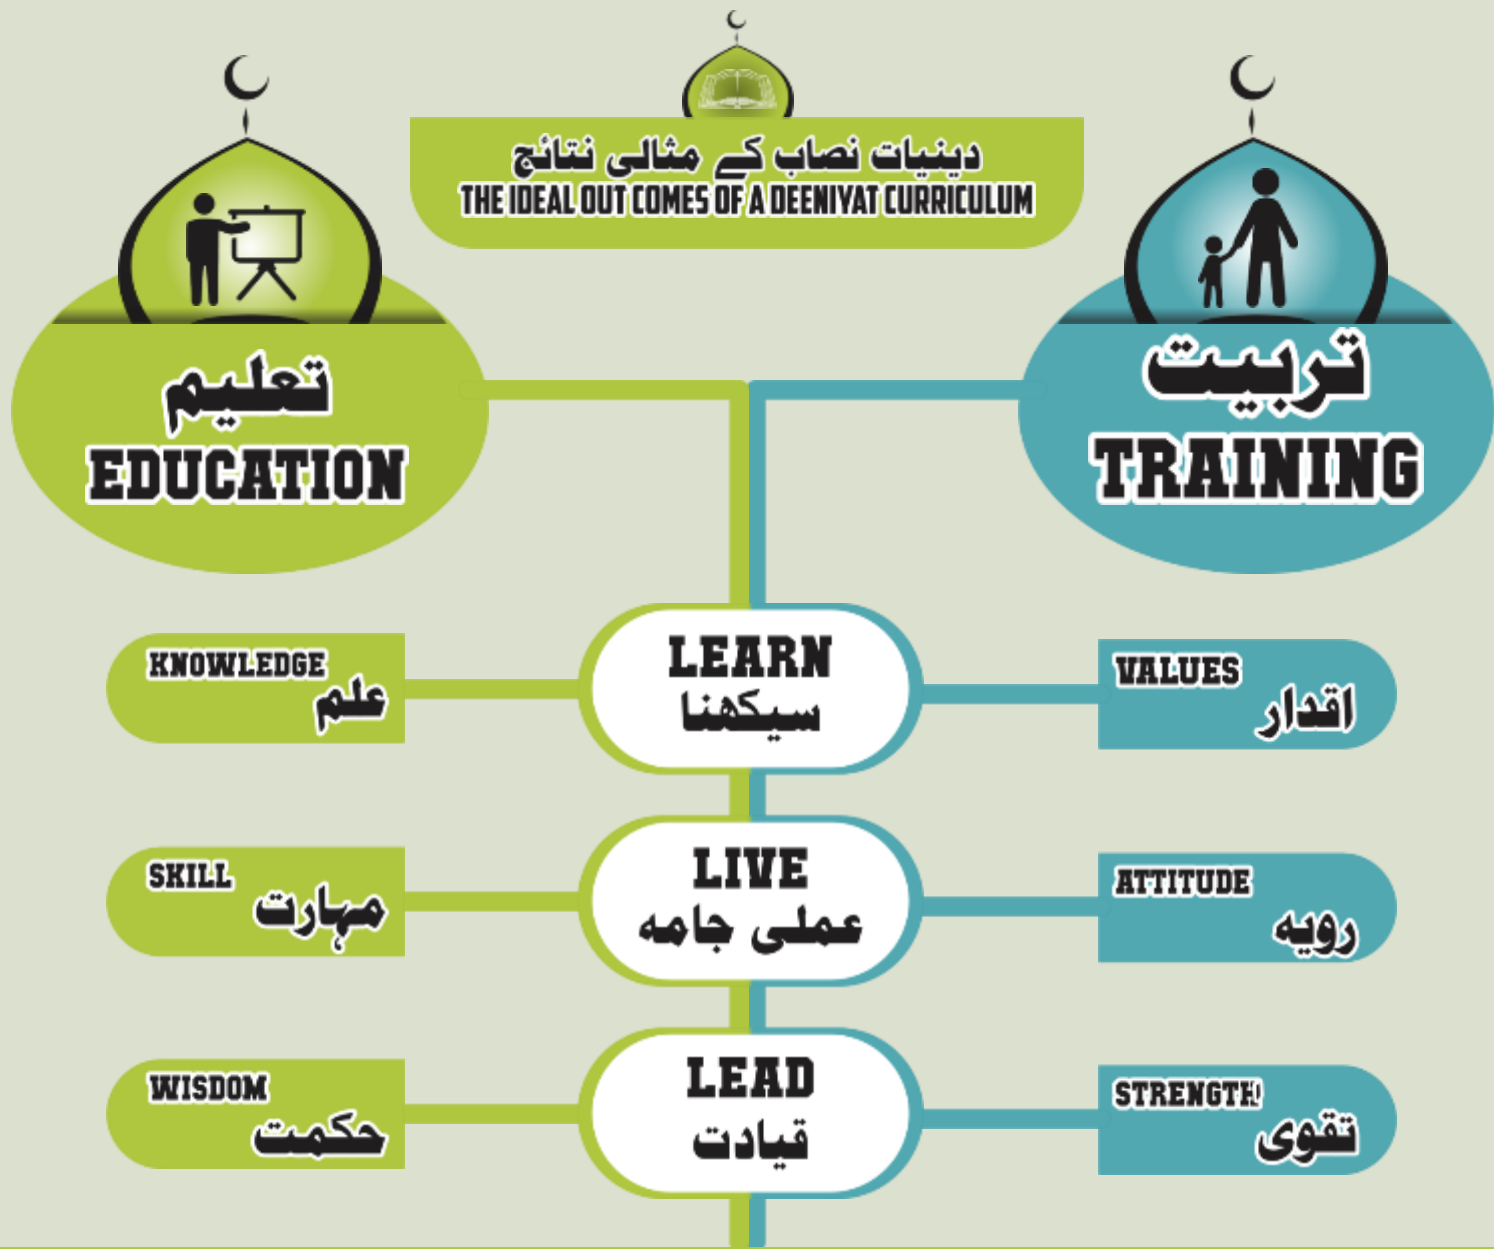 دینیات نصاب کے مثالی نتائج
THE IDEAL OUT COMES OF A DEENIYAT CURRICULUM
تعلیم
EDUCATION
تربیت
TRAINING
KNOWLEDGE
علم
LEARN
سیکھنا
VALUES
اقدار
SKILL
مہارت
LIVE
عملی جامہ
ATTITUDE
رویہ
WISDOM
حکمت
LEAD
قیادت
STRENGTH
تقوی